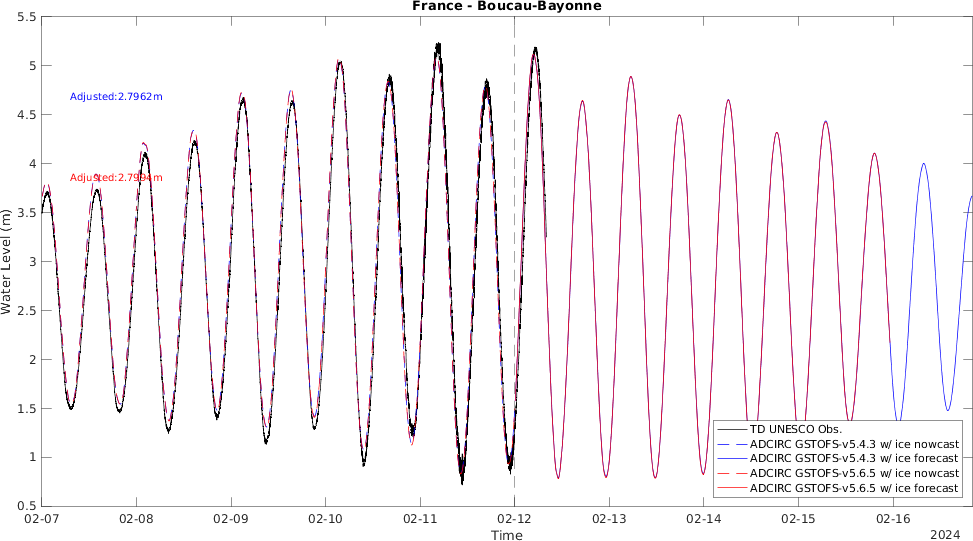 France - Boucau-Bayonne
5.5
5
4.5
4
3.5
3
2.5
2
1.5
1
0.5
Water Level (m)
Adjusted:2.7962m
Adjusted:2.7994m
TD UNESCO Obs.
ADCIRC GSTOFS-v5.4.3 w/ ice nowcast
ADCIRC GSTOFS-v5.4.3 w/ ice forecast
ADCIRC GSTOFS-v5.6.5 w/ ice nowcast
ADCIRC GSTOFS-v5.6.5 w/ ice forecast
02-07 02-08 02-09 02-10 02-11 02-12 02-13 02-14 02-15 02-16
Time
2024